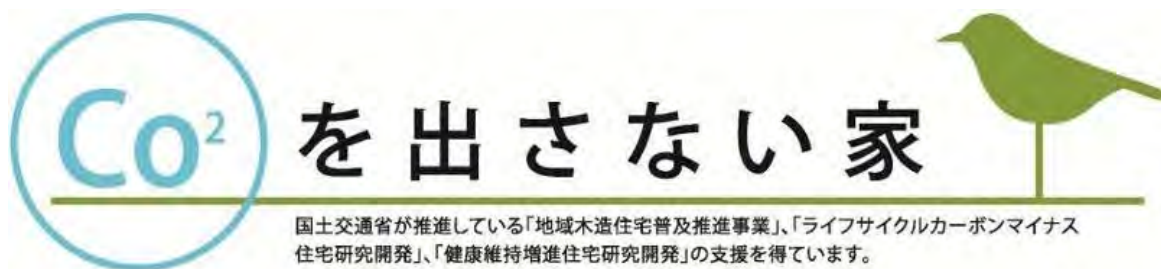 Co²を出さない家
国土交通省が推進している「地域木造住宅普及推進事業」、「ライフサイクルカーボンマイナス
住宅研究開発」、「健康維持増進住宅研究開発」の支援を得ています。